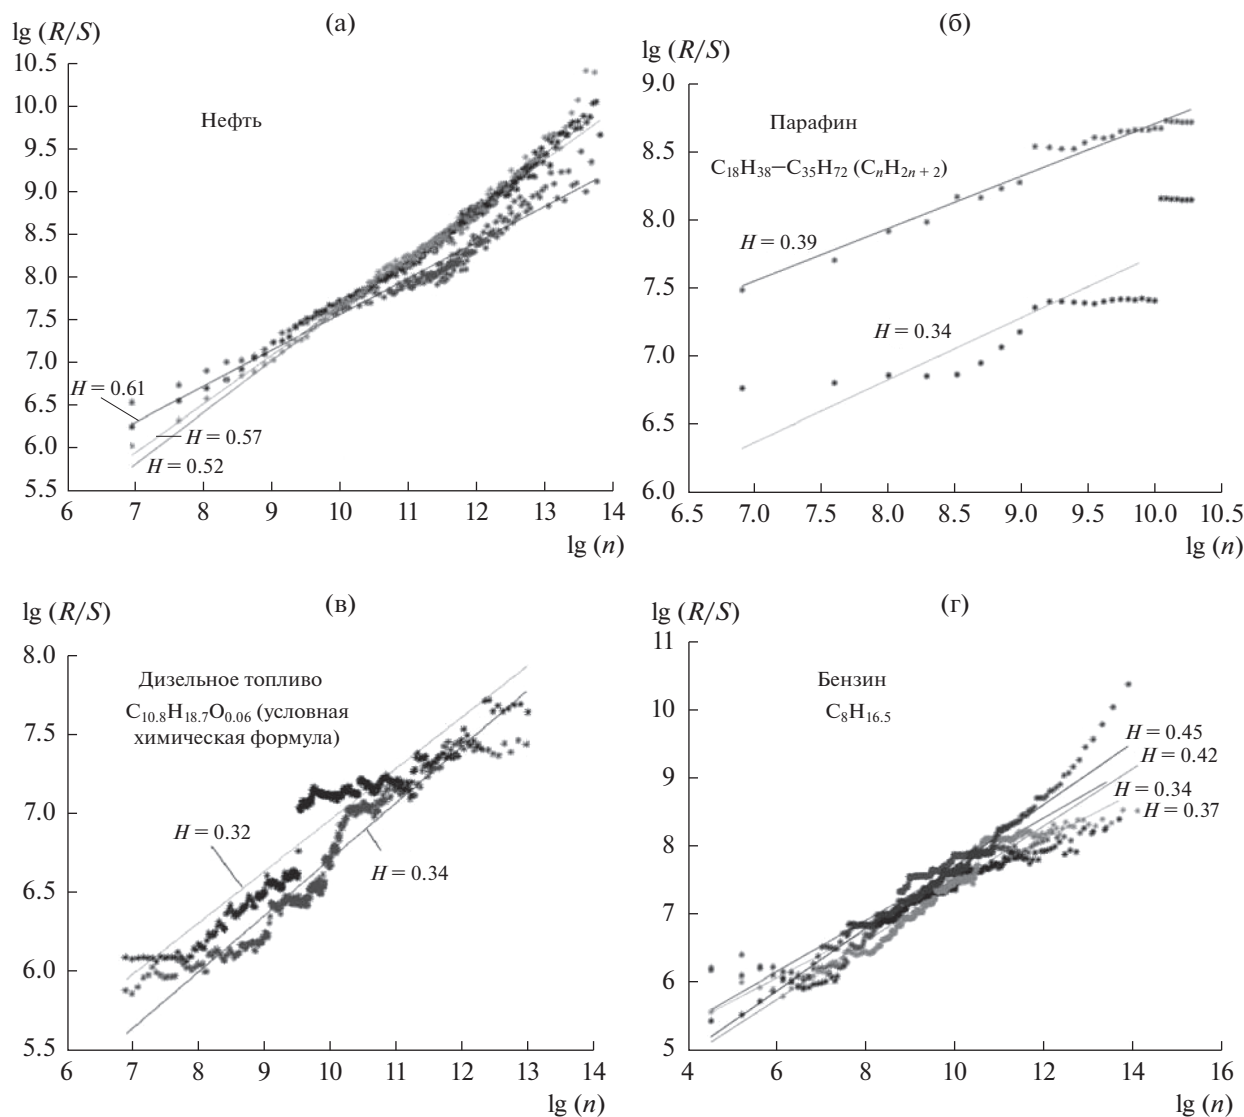 (а)
lg (R/S)
10.5
10.0
9.5
9.0
8.5
8.0
7.5
7.0
6.5
6.0
5.5
Нефть
H = 0.61
H = 0.57
H = 0.52
6 7 8 9 10 11 12 13 14
lg (n)
(б)
lg (R/S)
9.0
8.5
8.0
7.5
7.0
6.5
6.0
Парафин
C₁₈H₃₈–C₃₅H₇₂ (CₙH₂ₙ ₊ ₂)
H = 0.39
H = 0.34
6.5 7.0 7.5 8.0 8.5 9.0 9.5 10.0 10.5
lg (n)
(в)
lg (R/S)
8.0
7.5
7.0
6.5
6.0
5.5
Дизельное топливо
C₁₀.₈H₁₈.₇O₀.₀₆ (условная
химическая формула)
H = 0.32
H = 0.34
6 7 8 9 10 11 12 13 14
lg (n)
(г)
lg (R/S)
11
10
9
8
7
6
5
Бензин
C₈H₁₆.₅
H = 0.45
H = 0.42
H = 0.34
H = 0.37
4 6 8 10 12 14 16
lg (n)